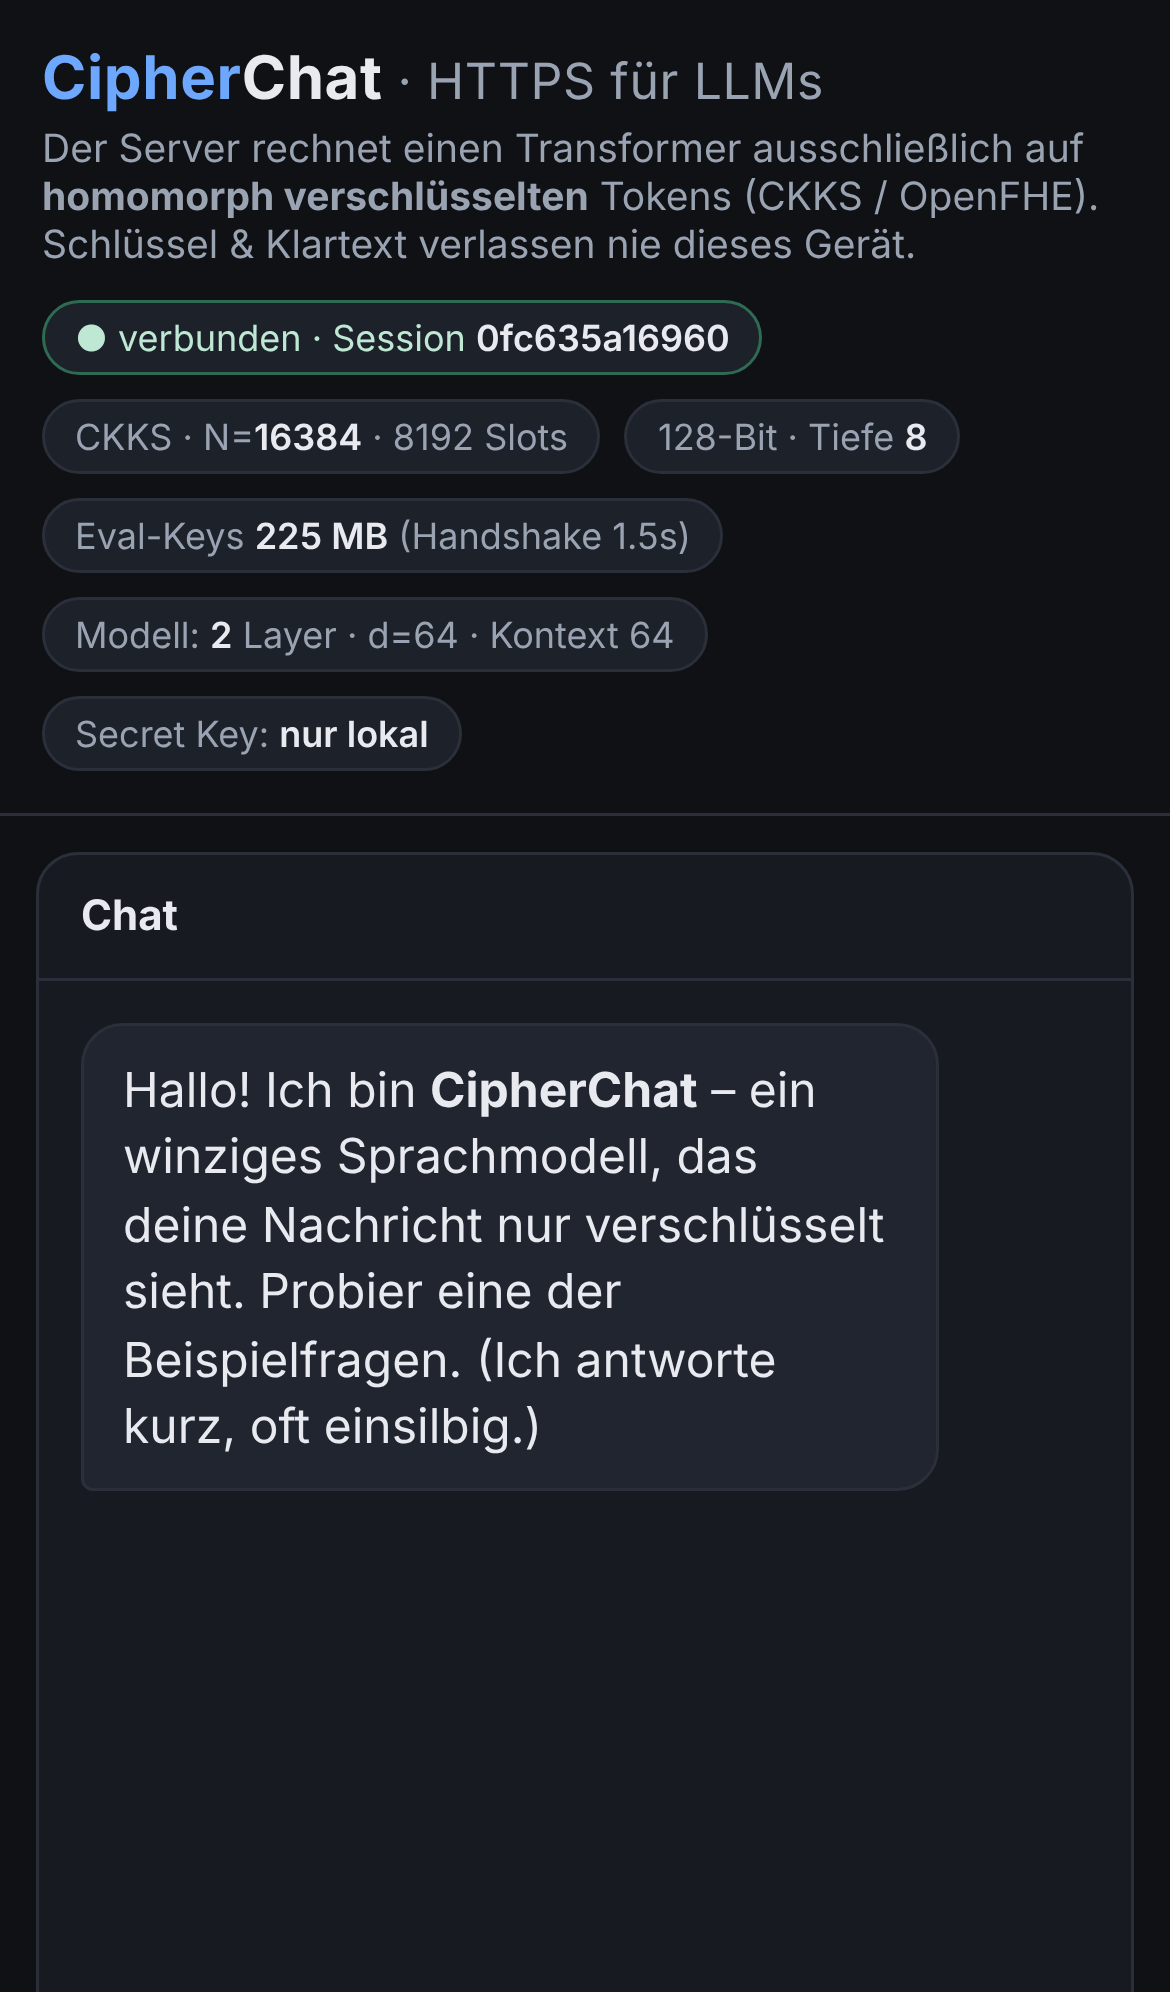 CipherChat · HTTPS für LLMs
Der Server rechnet einen Transformer ausschließlich auf
homomorph verschlüsselten Tokens (CKKS / OpenFHE).
Schlüssel & Klartext verlassen nie dieses Gerät.
verbunden · Session 0fc635a16960
CKKS · N=16384 · 8192 Slots
128-Bit · Tiefe 8
Eval-Keys 225 MB (Handshake 1.5s)
Modell: 2 Layer · d=64 · Kontext 64
Secret Key: nur lokal
Chat
Hallo! Ich bin CipherChat – ein
winziges Sprachmodell, das
deine Nachricht nur verschlüsselt
sieht. Probier eine der
Beispielfragen. (Ich antworte
kurz, oft einsilbig.)